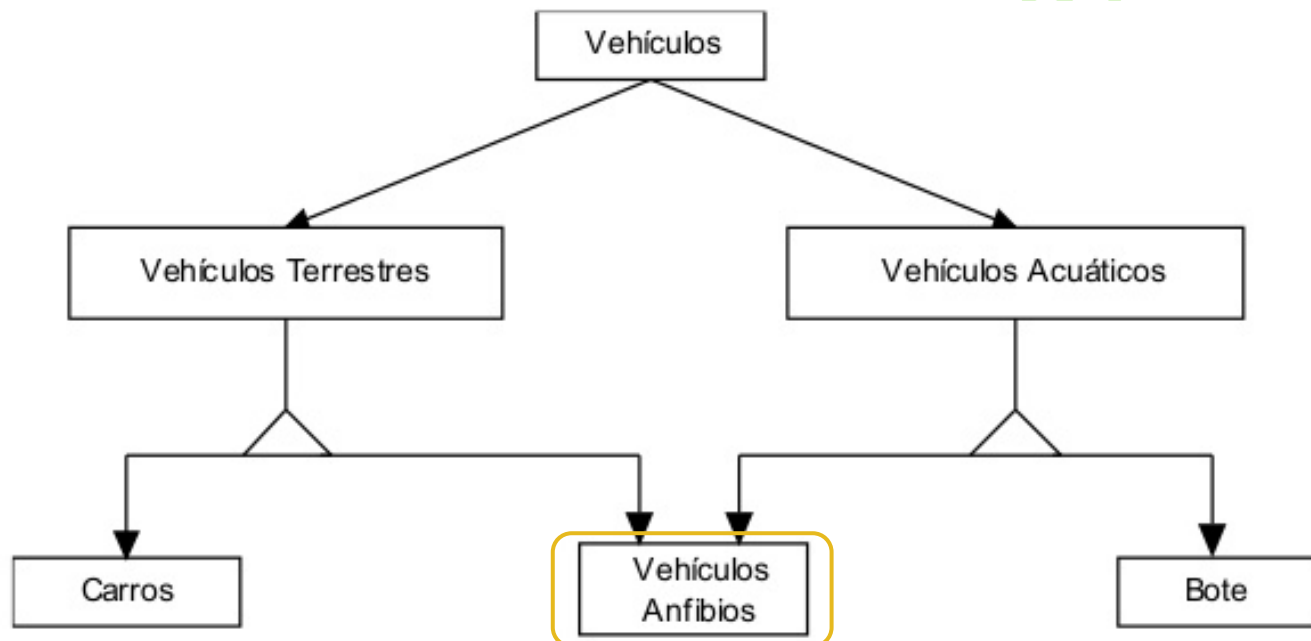 Vehículos
Vehículos Terrestres
Vehículos Acuáticos
Carros
Vehículos
Anfibios
Bote